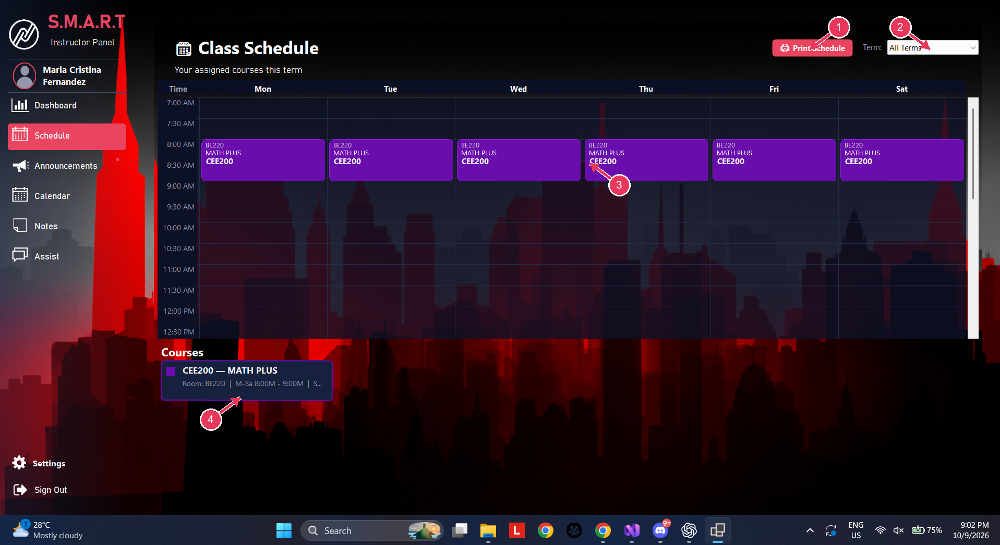 S.M.A.R.T
Instructor Panel
Maria Cristina
Fernandez
Dashboard
Schedule
Announcements
Calendar
Notes
Assist
Settings
Sign Out
Class Schedule
Your assigned courses this term
1
Print Schedule
Term:
2
All Terms
Time Mon Tue Wed Thu Fri Sat
7:00 AM
7:30 AM
8:00 AM
8:30 AM
9:00 AM
9:30 AM
10:00 AM
10:30 AM
11:00 AM
11:30 AM
12:00 PM
12:30 PM
BE220
MATH PLUS
CEE200
BE220
MATH PLUS
CEE200
BE220
MATH PLUS
CEE200
BE220
MATH PLUS
CEE200
3
BE220
MATH PLUS
CEE200
BE220
MATH PLUS
CEE200
Courses
CEE200 — MATH PLUS
Room: BE220 | M-Sa 8:00M - 9:00M | S...
4
1
28°C
Mostly cloudy
Search
L
9+
ENG
US
75%
9:02 PM
10/9/2026